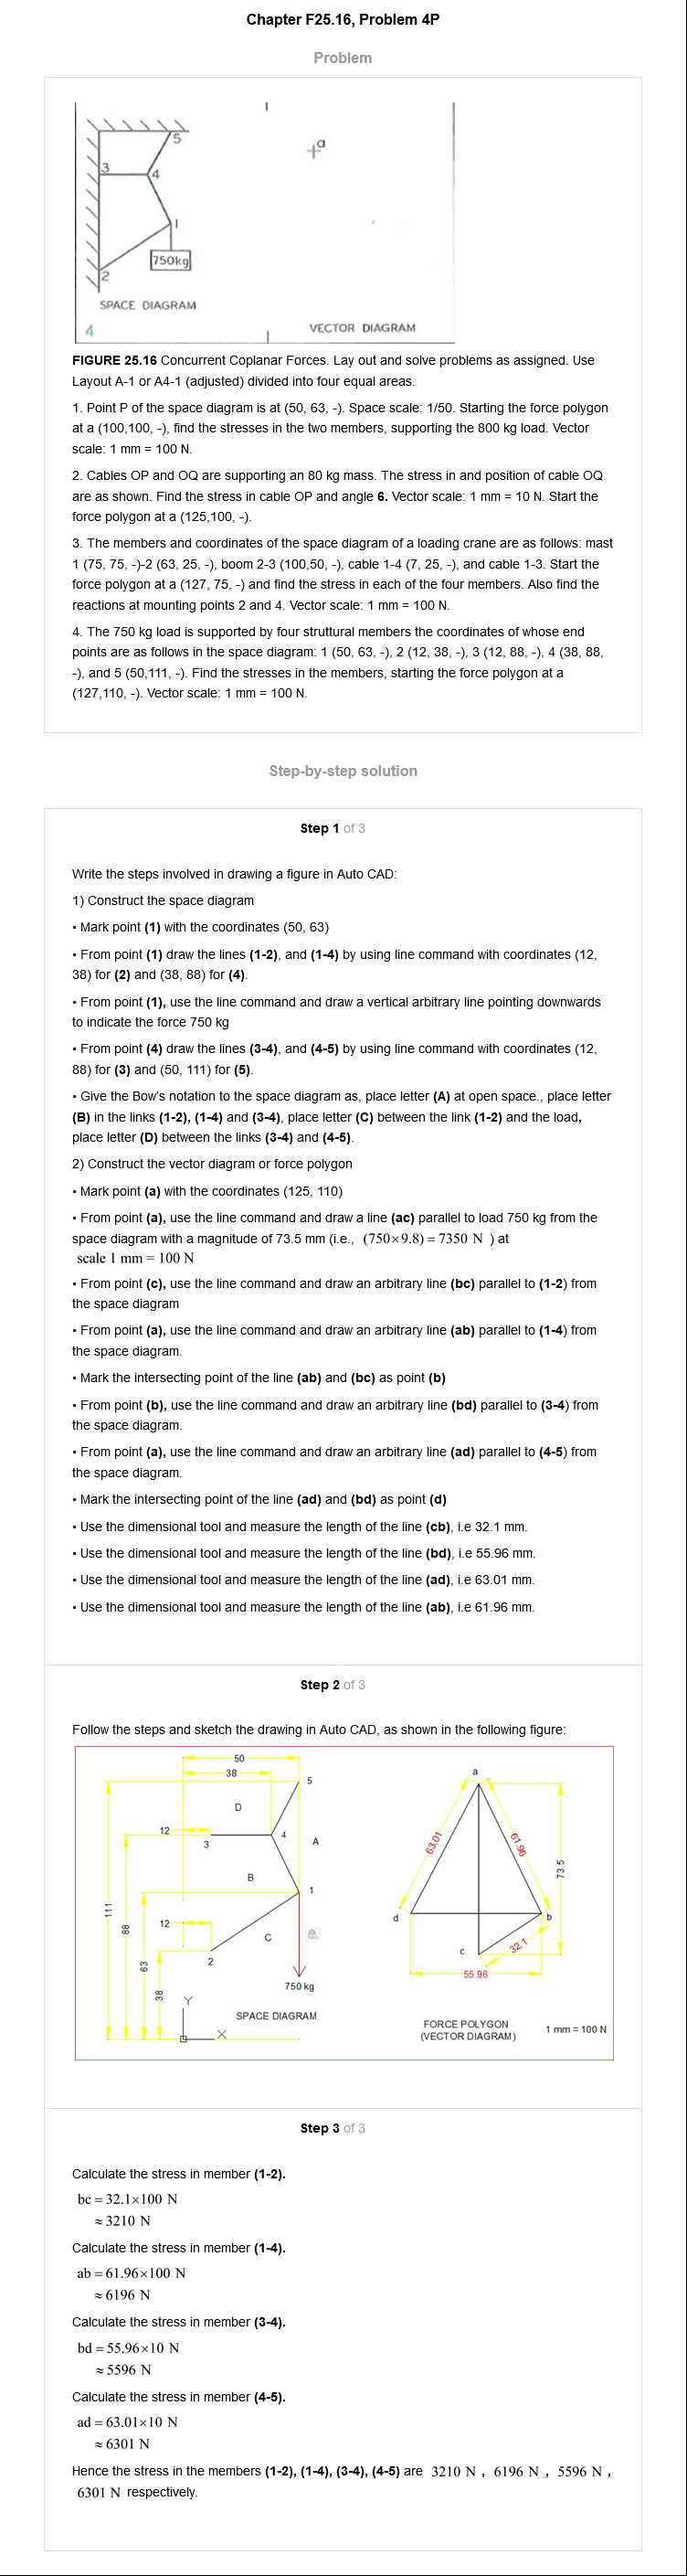 Chapter F25.16, Problem 4P
Problem
5
a
3
4
1
750kg
2
SPACE DIAGRAM
4
VECTOR DIAGRAM
FIGURE 25.16 Concurrent Coplanar Forces. Lay out and solve problems as assigned. Use
Layout A-1 or A4-1 (adjusted) divided into four equal areas.
1. Point P of the space diagram is at (50, 63, -). Space scale: 1/50. Starting the force polygon
at a (100,100, -), find the stresses in the two members, supporting the 800 kg load. Vector
scale: 1 mm = 100 N.
2. Cables OP and OQ are supporting an 80 kg mass. The stress in and position of cable OQ
are as shown. Find the stress in cable OP and angle 6. Vector scale: 1 mm = 10 N. Start the
force polygon at a (125,100, -).
3. The members and coordinates of the space diagram of a loading crane are as follows: mast
1 (75, 75, -)-2 (63, 25, -), boom 2-3 (100,50, -), cable 1-4 (7, 25, -), and cable 1-3. Start the
force polygon at a (127, 75, -) and find the stress in each of the four members. Also find the
reactions at mounting points 2 and 4. Vector scale: 1 mm = 100 N.
4. The 750 kg load is supported by four struttural members the coordinates of whose end
points are as follows in the space diagram: 1 (50, 63, -), 2 (12, 38, -), 3 (12, 88, -), 4 (38, 88,
-), and 5 (50,111, -). Find the stresses in the members, starting the force polygon at a
(127,110, -). Vector scale: 1 mm = 100 N.
Step-by-step solution
Step 1 of 3
Write the steps involved in drawing a figure in Auto CAD:
1) Construct the space diagram
• Mark point (1) with the coordinates (50, 63)
• From point (1) draw the lines (1-2), and (1-4) by using line command with coordinates (12,
38) for (2) and (38, 88) for (4).
• From point (1), use the line command and draw a vertical arbitrary line pointing downwards
to indicate the force 750 kg
• From point (4) draw the lines (3-4), and (4-5) by using line command with coordinates (12,
88) for (3) and (50, 111) for (5).
• Give the Bow's notation to the space diagram as, place letter (A) at open space., place letter
(B) in the links (1-2), (1-4) and (3-4), place letter (C) between the link (1-2) and the load,
place letter (D) between the links (3-4) and (4-5).
2) Construct the vector diagram or force polygon
• Mark point (a) with the coordinates (125, 110)
• From point (a), use the line command and draw a line (ac) parallel to load 750 kg from the
space diagram with a magnitude of 73.5 mm (i.e., (750×9.8) = 7350 N ) at
scale 1 mm = 100 N
• From point (c), use the line command and draw an arbitrary line (bc) parallel to (1-2) from
the space diagram
• From point (a), use the line command and draw an arbitrary line (ab) parallel to (1-4) from
the space diagram.
• Mark the intersecting point of the line (ab) and (bc) as point (b)
• From point (b), use the line command and draw an arbitrary line (bd) parallel to (3-4) from
the space diagram.
• From point (a), use the line command and draw an arbitrary line (ad) parallel to (4-5) from
the space diagram.
• Mark the intersecting point of the line (ad) and (bd) as point (d)
• Use the dimensional tool and measure the length of the line (cb), i.e 32.1 mm.
• Use the dimensional tool and measure the length of the line (bd), i.e 55.96 mm.
• Use the dimensional tool and measure the length of the line (ad), i.e 63.01 mm.
• Use the dimensional tool and measure the length of the line (ab), i.e 61.96 mm.
Step 2 of 3
Follow the steps and sketch the drawing in Auto CAD, as shown in the following figure:
50
38
5
D
12
3
4
A
B
1
111
88
63
38
12
C
2
750 kg
Y
X
SPACE DIAGRAM
a
63.01
61.96
73.5
d
b
c
32.1
55.96
FORCE POLYGON
(VECTOR DIAGRAM)
1 mm = 100 N
Step 3 of 3
Calculate the stress in member (1-2).
bc = 32.1×100 N
≈ 3210 N
Calculate the stress in member (1-4).
ab = 61.96×100 N
≈ 6196 N
Calculate the stress in member (3-4).
bd = 55.96×10 N
≈ 5596 N
Calculate the stress in member (4-5).
ad = 63.01×10 N
≈ 6301 N
Hence the stress in the members (1-2), (1-4), (3-4), (4-5) are 3210 N , 6196 N , 5596 N ,
6301 N respectively.